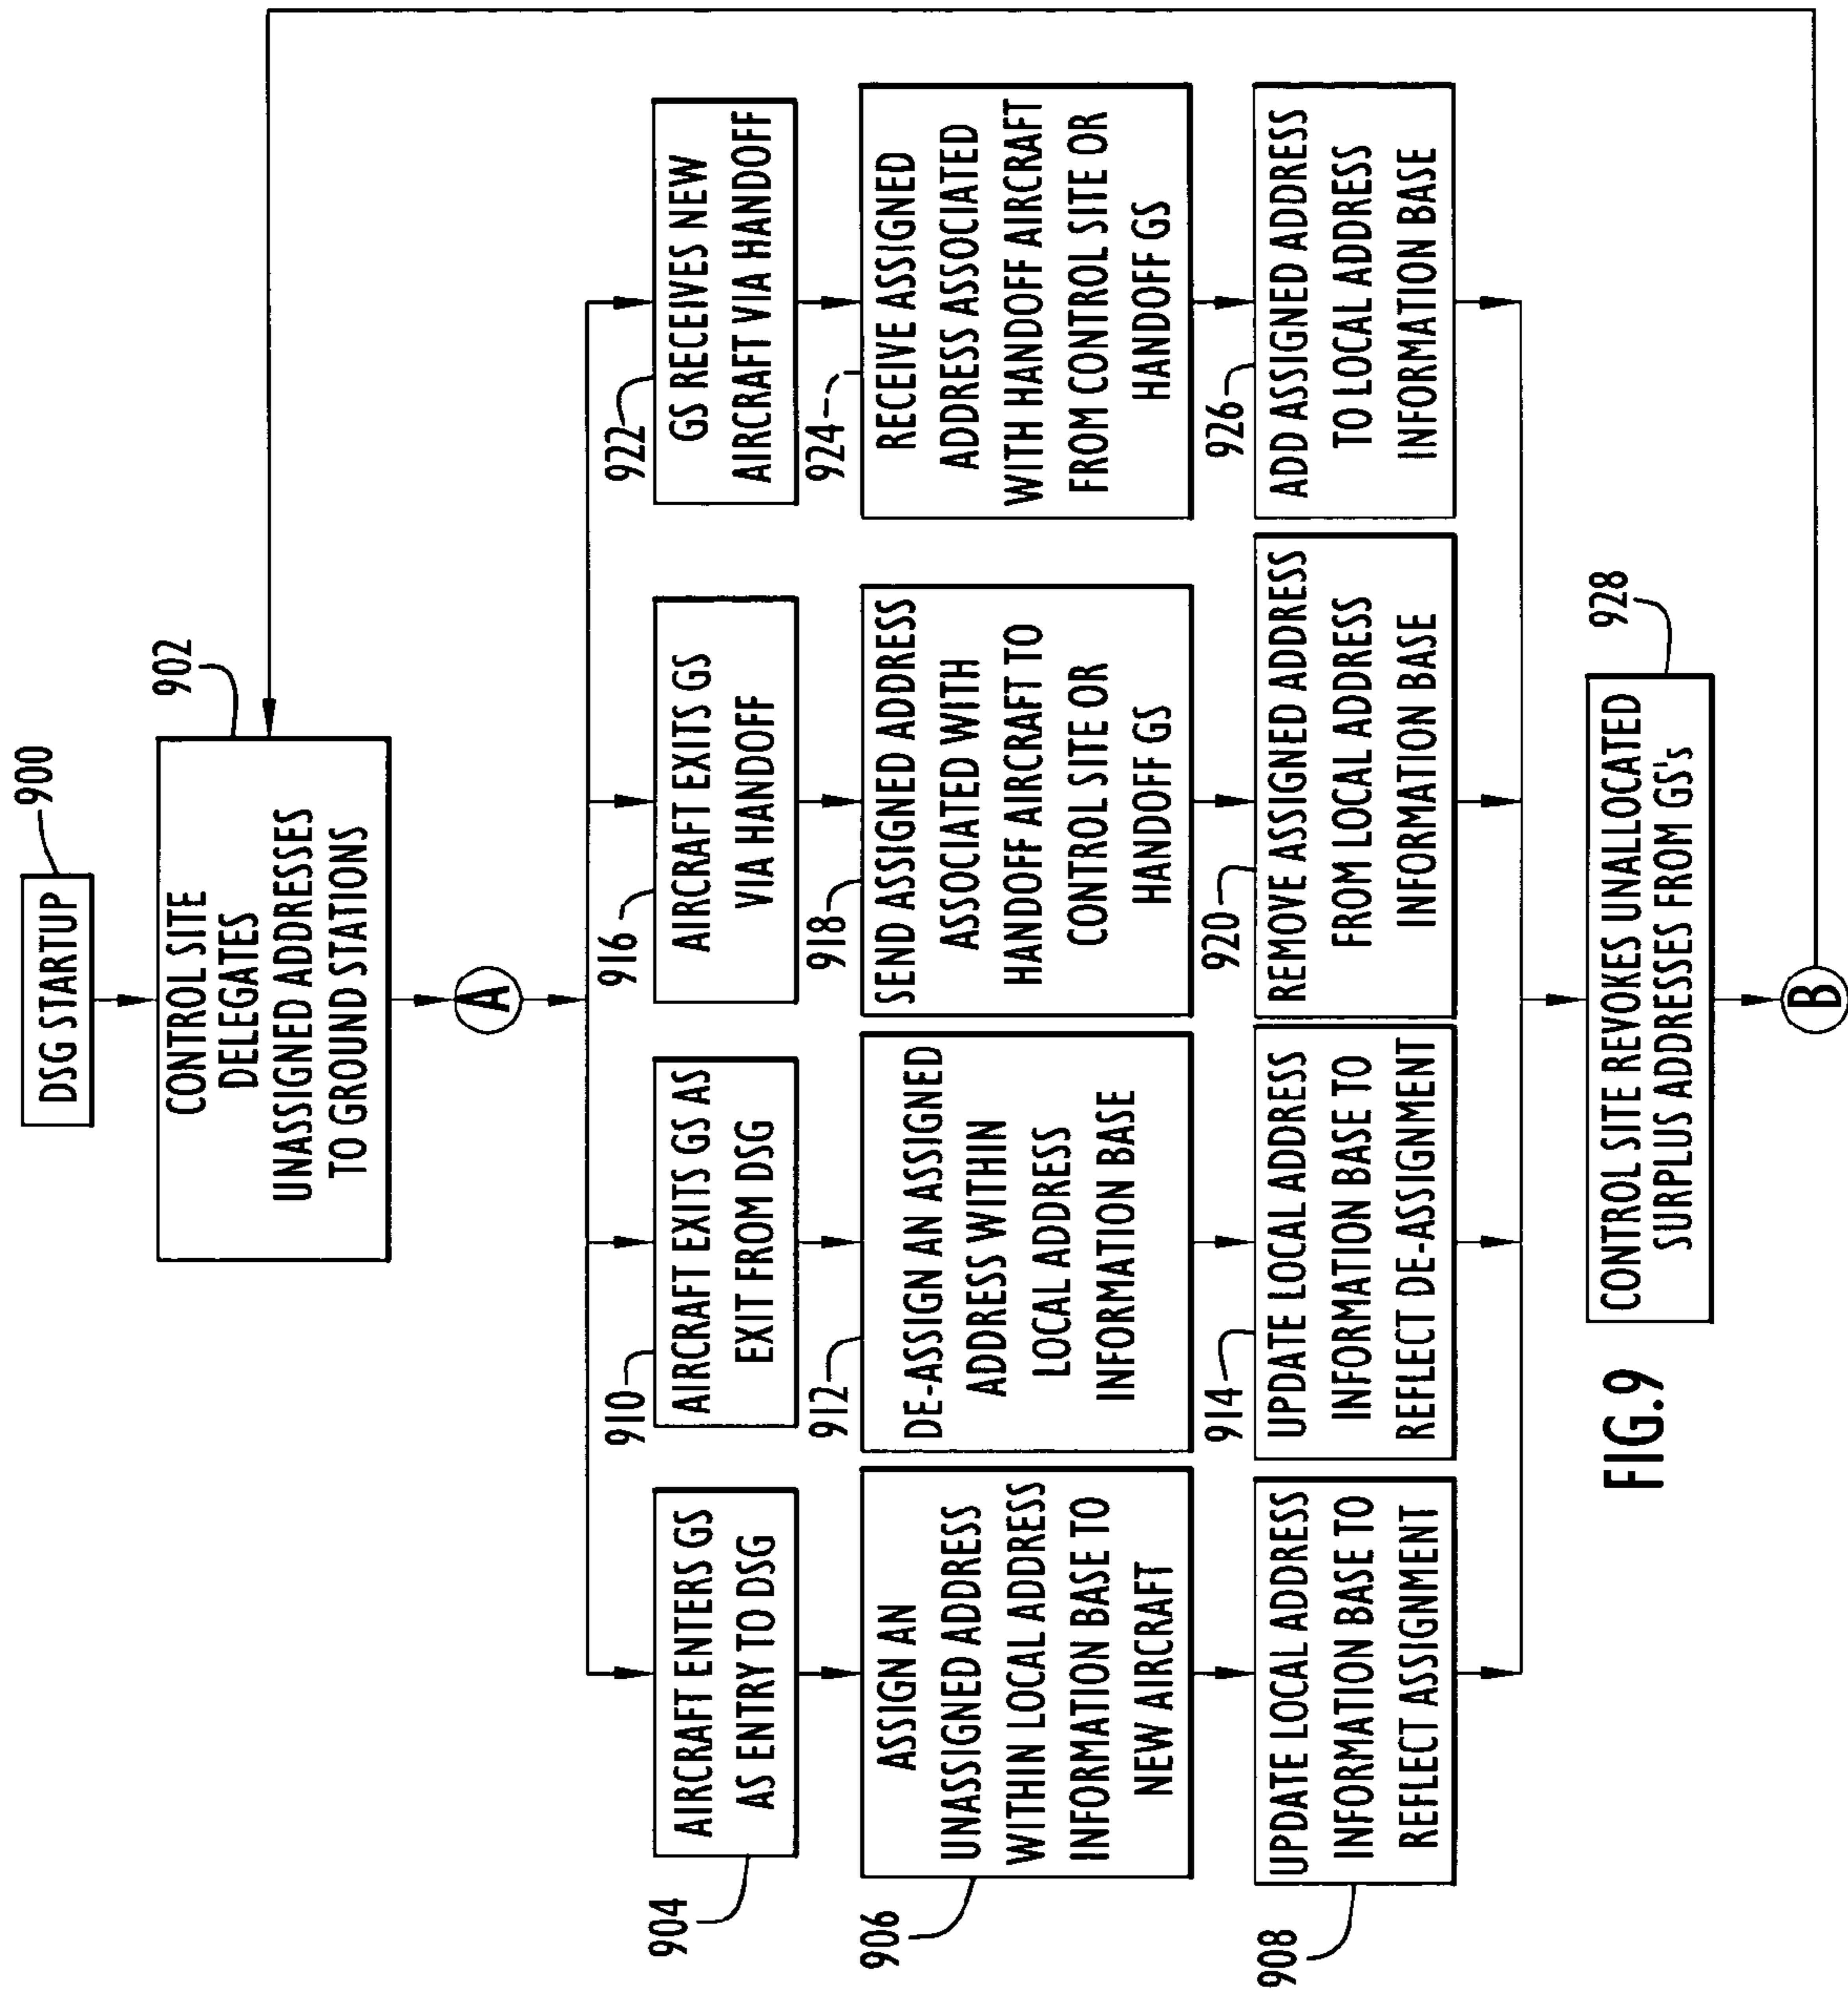 DSG STARTUP
900
CONTROL SITE
DELEGATES
UNASSIGNED ADDRESSES
TO GROUND STATIONS
902
A
904
AIRCRAFT ENTERS GS
AS ENTRY TO DSG
906
ASSIGN AN
UNASSIGNED ADDRESS
WITHIN LOCAL ADDRESS
INFORMATION BASE TO
NEW AIRCRAFT
908
UPDATE LOCAL ADDRESS
INFORMATION BASE TO
REFLECT ASSIGNMENT
910
AIRCRAFT EXITS GS AS
EXIT FROM DSG
912
DE-ASSIGN AN ASSIGNED
ADDRESS WITHIN
LOCAL ADDRESS
INFORMATION BASE
914
UPDATE LOCAL ADDRESS
INFORMATION BASE TO
REFLECT DE-ASSIGNMENT
916
AIRCRAFT EXITS GS
VIA HANDOFF
918
SEND ASSIGNED ADDRESS
ASSOCIATED WITH
HANDOFF AIRCRAFT TO
CONTROL SITE OR
HANDOFF GS
920
REMOVE ASSIGNED ADDRESS
FROM LOCAL ADDRESS
INFORMATION BASE
922
GS RECEIVES NEW
AIRCRAFT VIA HANDOFF
924
RECEIVE ASSIGNED
ADDRESS ASSOCIATED
WITH HANDOFF AIRCRAFT
FROM CONTROL SITE OR
HANDOFF GS
926
ADD ASSIGNED ADDRESS
TO LOCAL ADDRESS
INFORMATION BASE
CONTROL SITE REVOKES UNALLOCATED
SURPLUS ADDRESSES FROM GS's
928
B
FIG.9